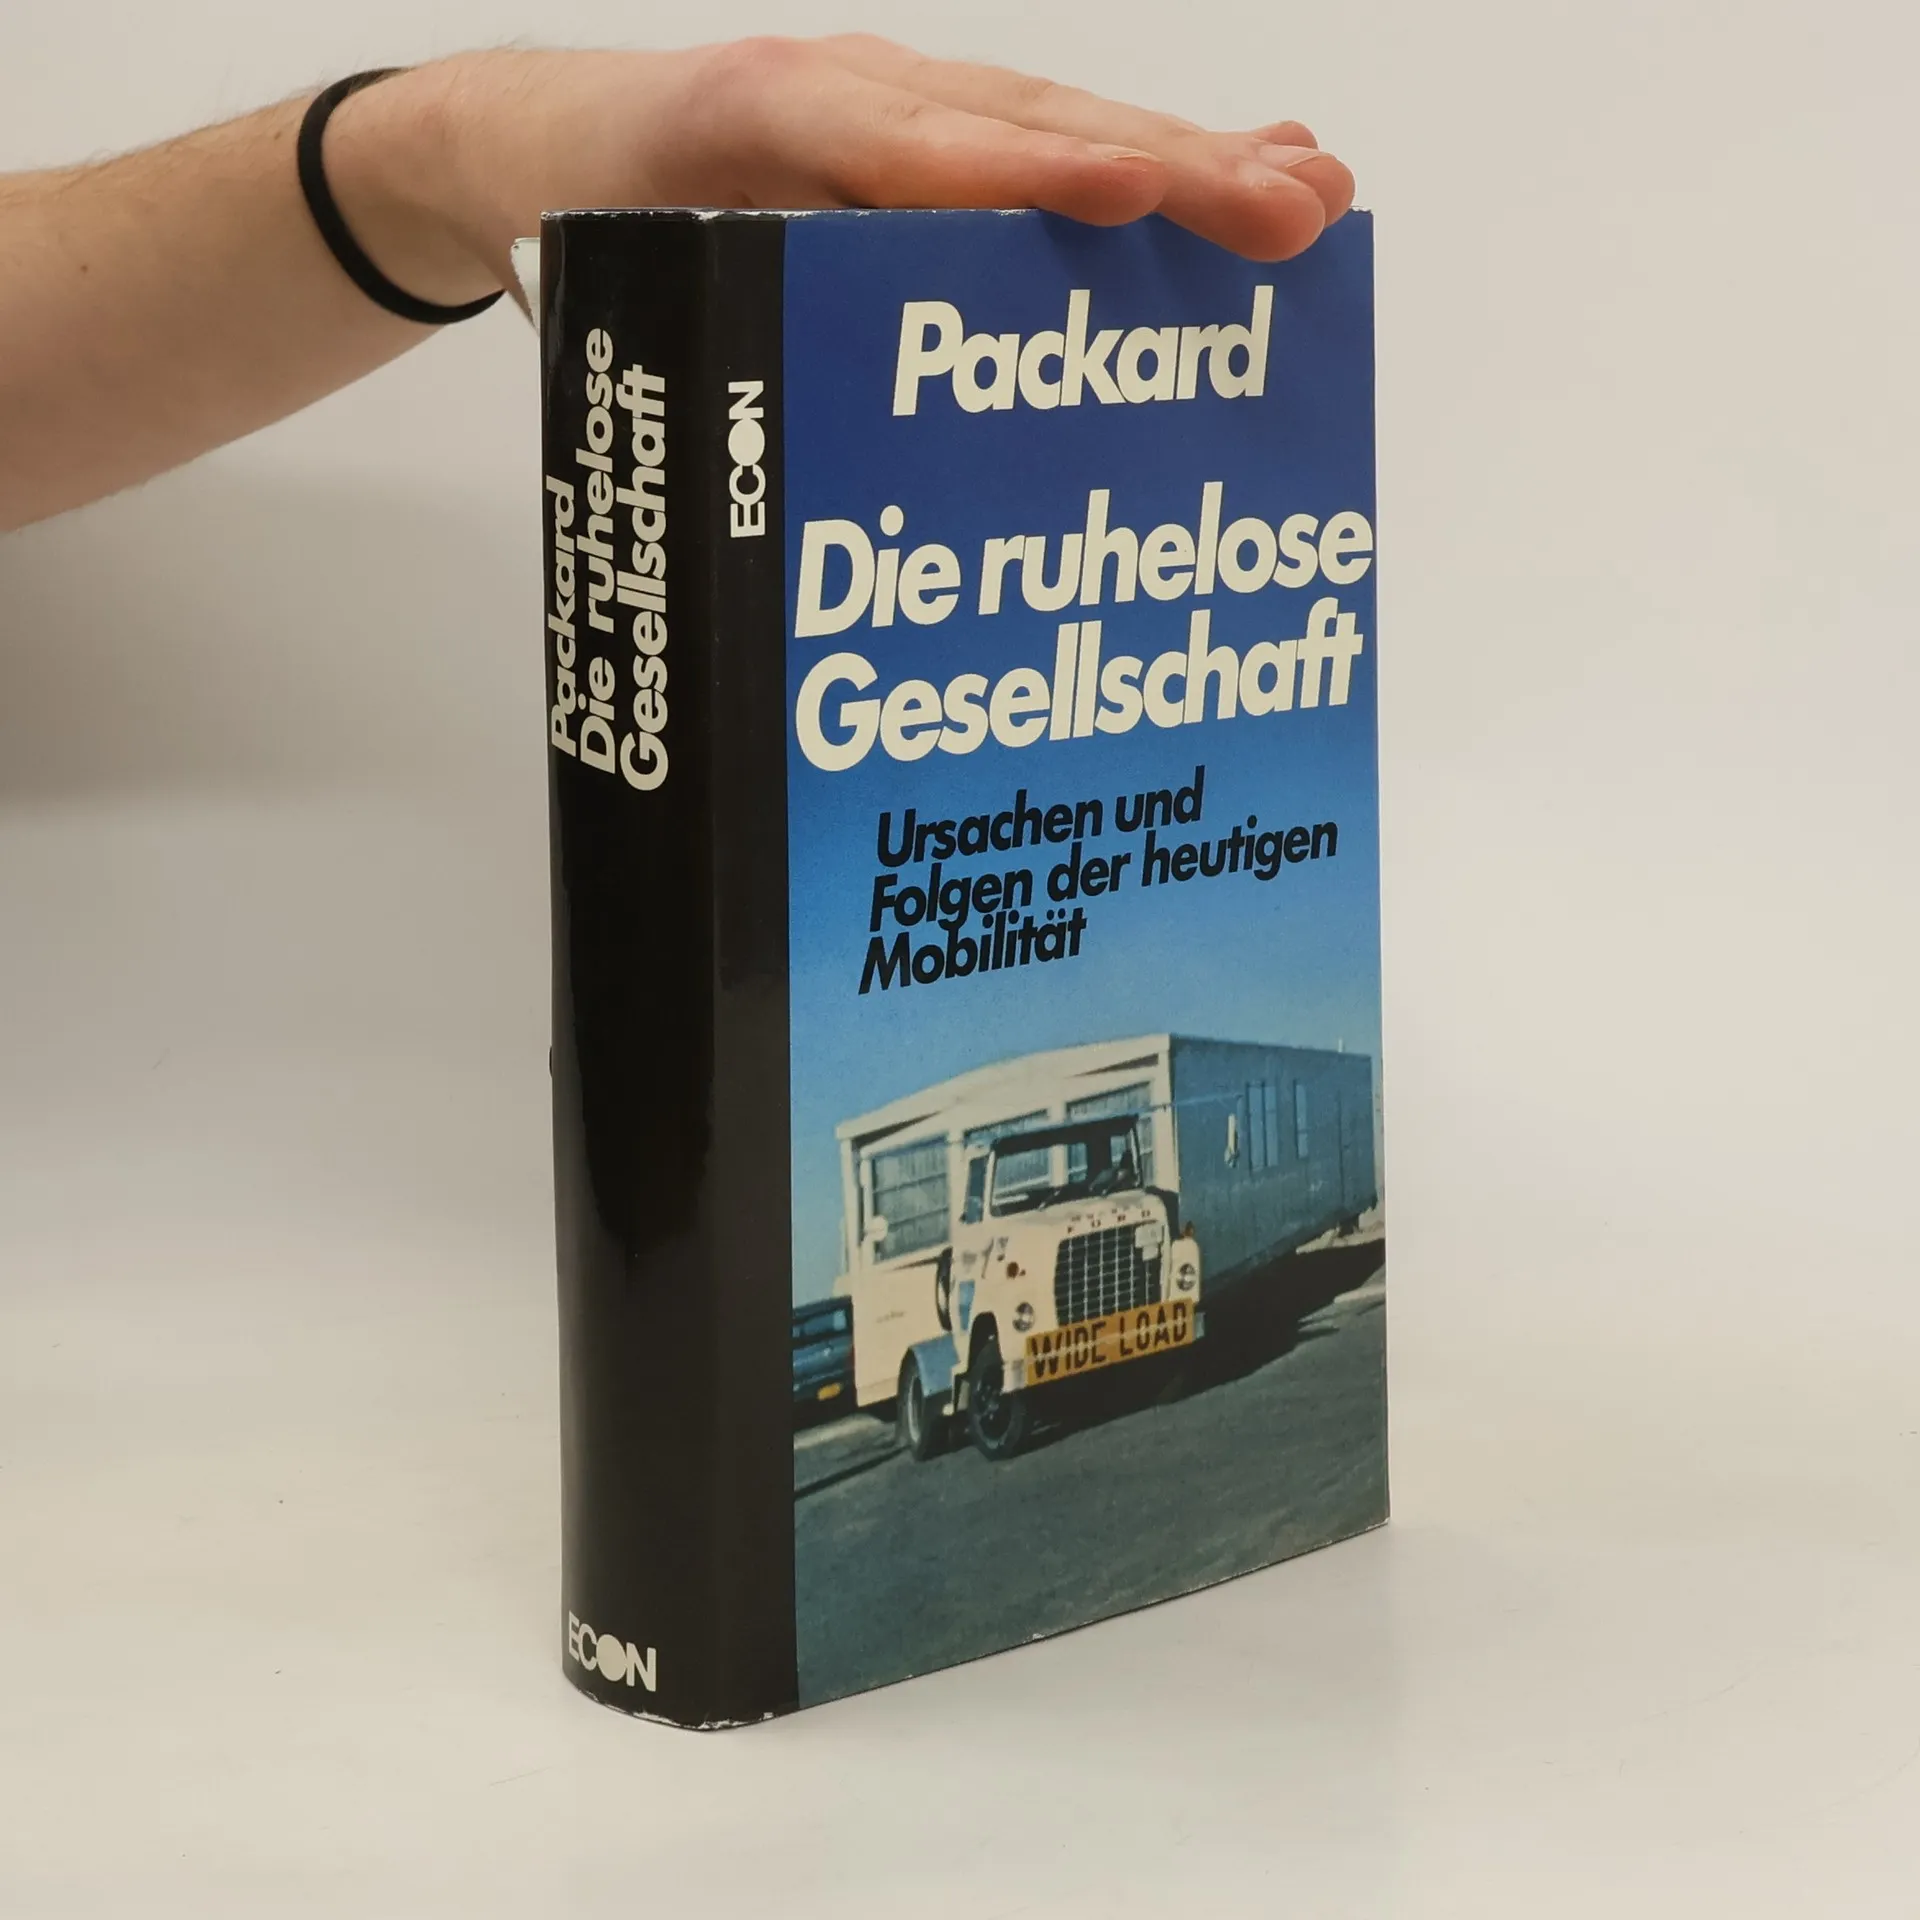 Packard
Die ruhelose
Gesellschaft
ECON
ECON
Packard
Die ruhelose
Gesellschaft
Ursachen und
Folgen der heutigen
Mobilität
FORD
WIDE LOAD